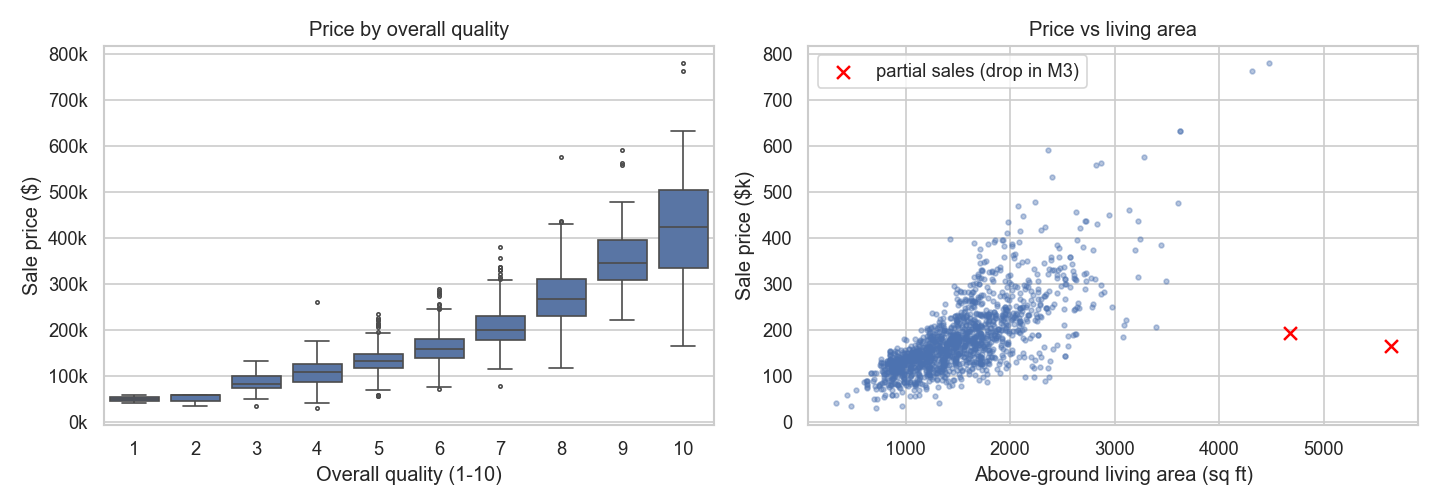 Price by overall quality
800k
700k
600k
500k
400k
300k
200k
100k
0k
Sale price ($)
1 2 3 4 5 6 7 8 9 10
Overall quality (1-10)
Price vs living area
partial sales (drop in M3)
800
700
600
500
400
300
200
100
0
Sale price ($k)
1000 2000 3000 4000 5000
Above-ground living area (sq ft)